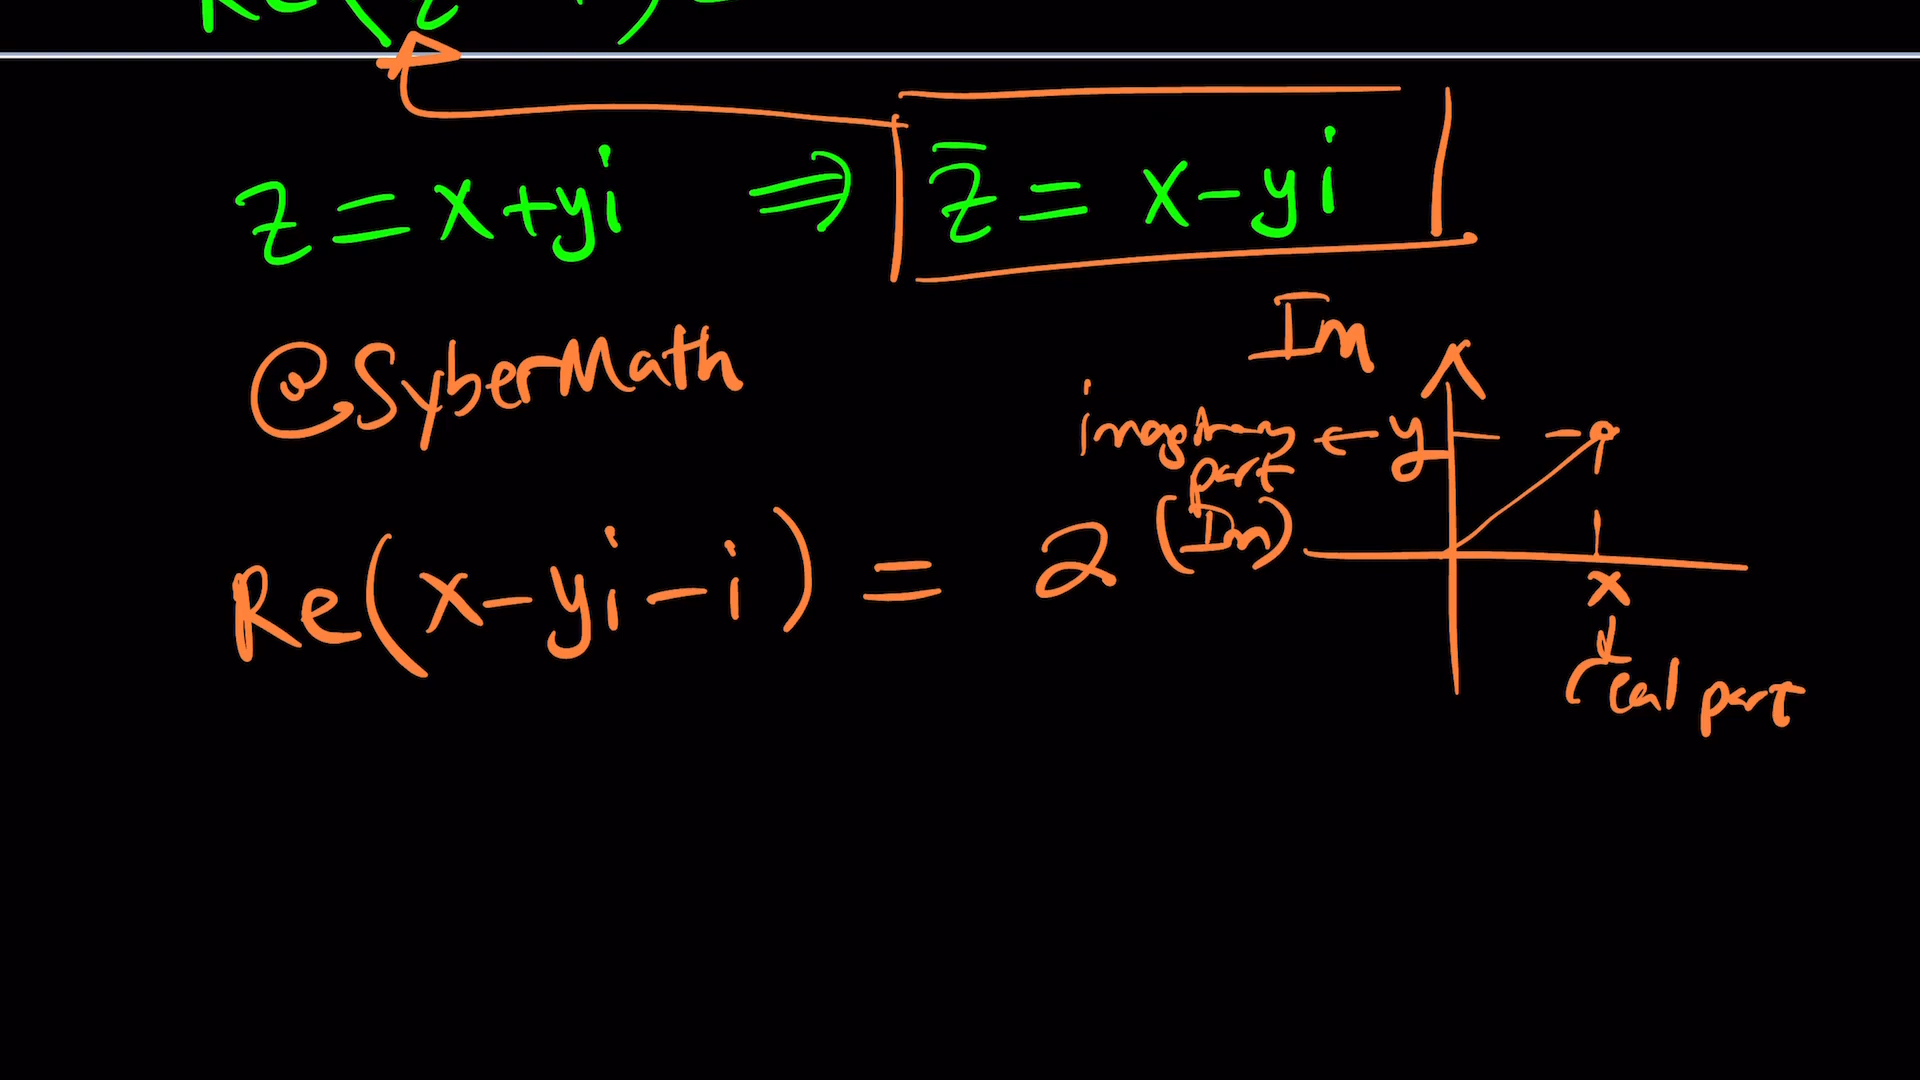 z = x+yi ⇒ z̄ = x-yi
@SyberMath
Im
imaginary ← y
part
(Im)
Re(x-yi-i) = 2
x
real part